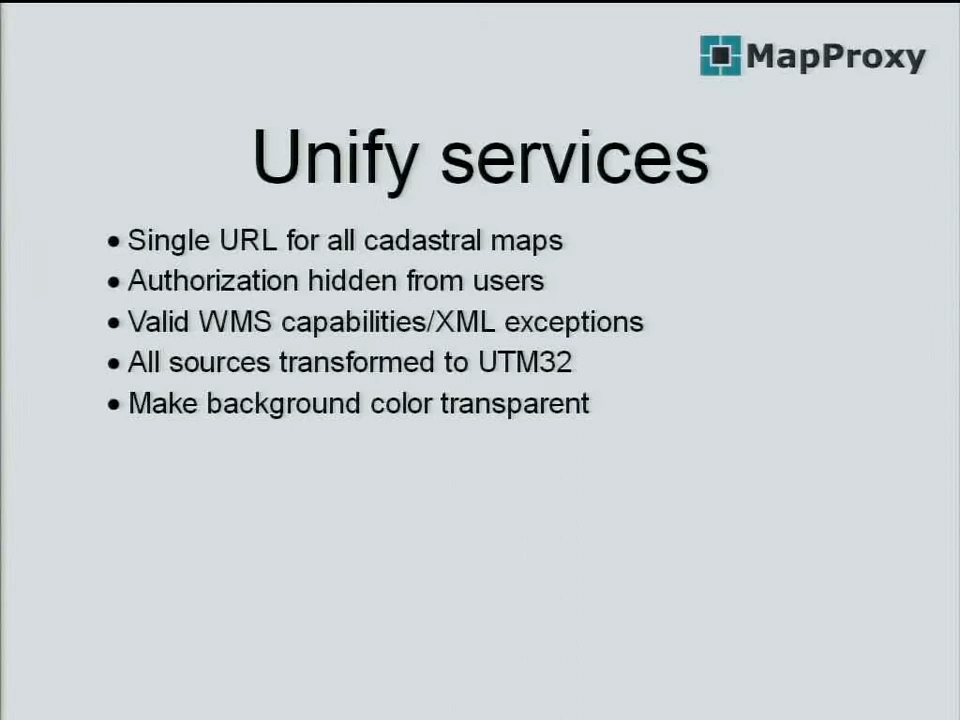 MapProxy
Unify services
• Single URL for all cadastral maps
• Authorization hidden from users
• Valid WMS capabilities/XML exceptions
• All sources transformed to UTM32
• Make background color transparent